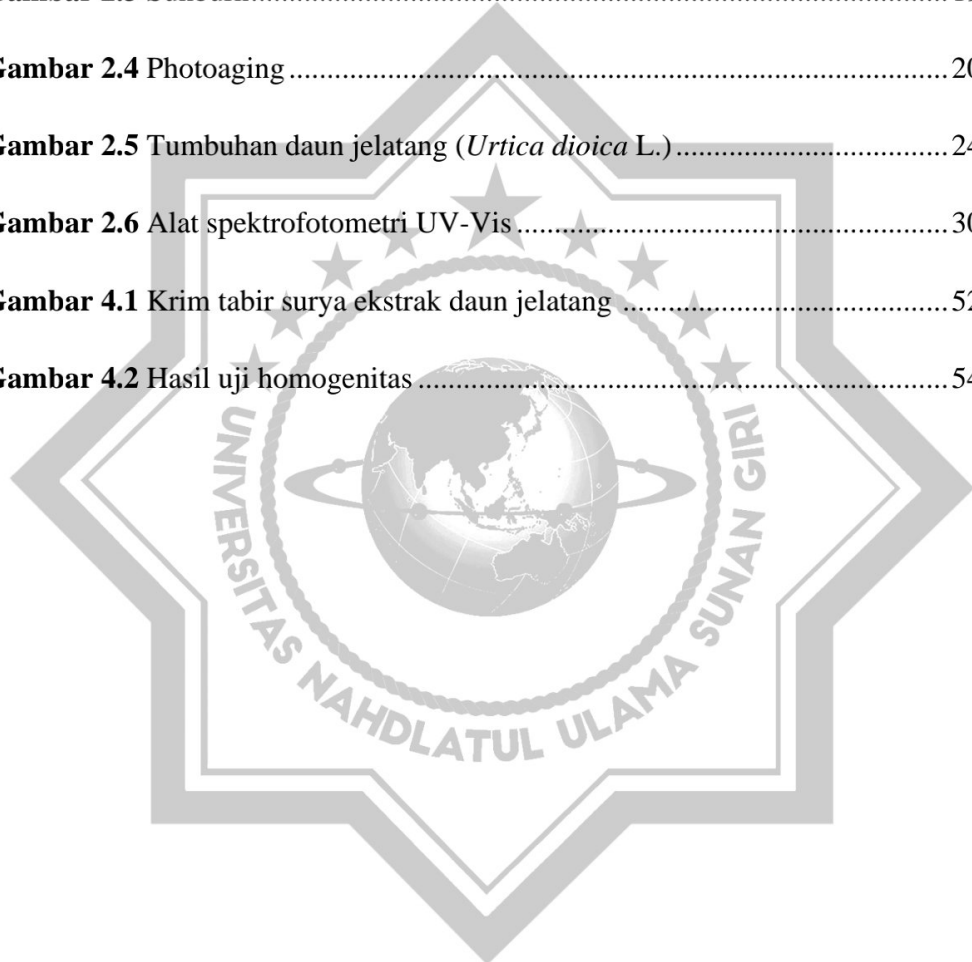 Gambar 2.4 Photoaging ........ 20
Gambar 2.5 Tumbuhan daun jelatang (Urtica dioica L.) ........ 24
Gambar 2.6 Alat spektrofotometri UV-Vis ........ 30
Gambar 4.1 Krim tabir surya ekstrak daun jelatang ........ 52
Gambar 4.2 Hasil uji homogenitas ........ 54
UNIVERSITAS NAHDLATUL ULAMA SUNAN GIRI